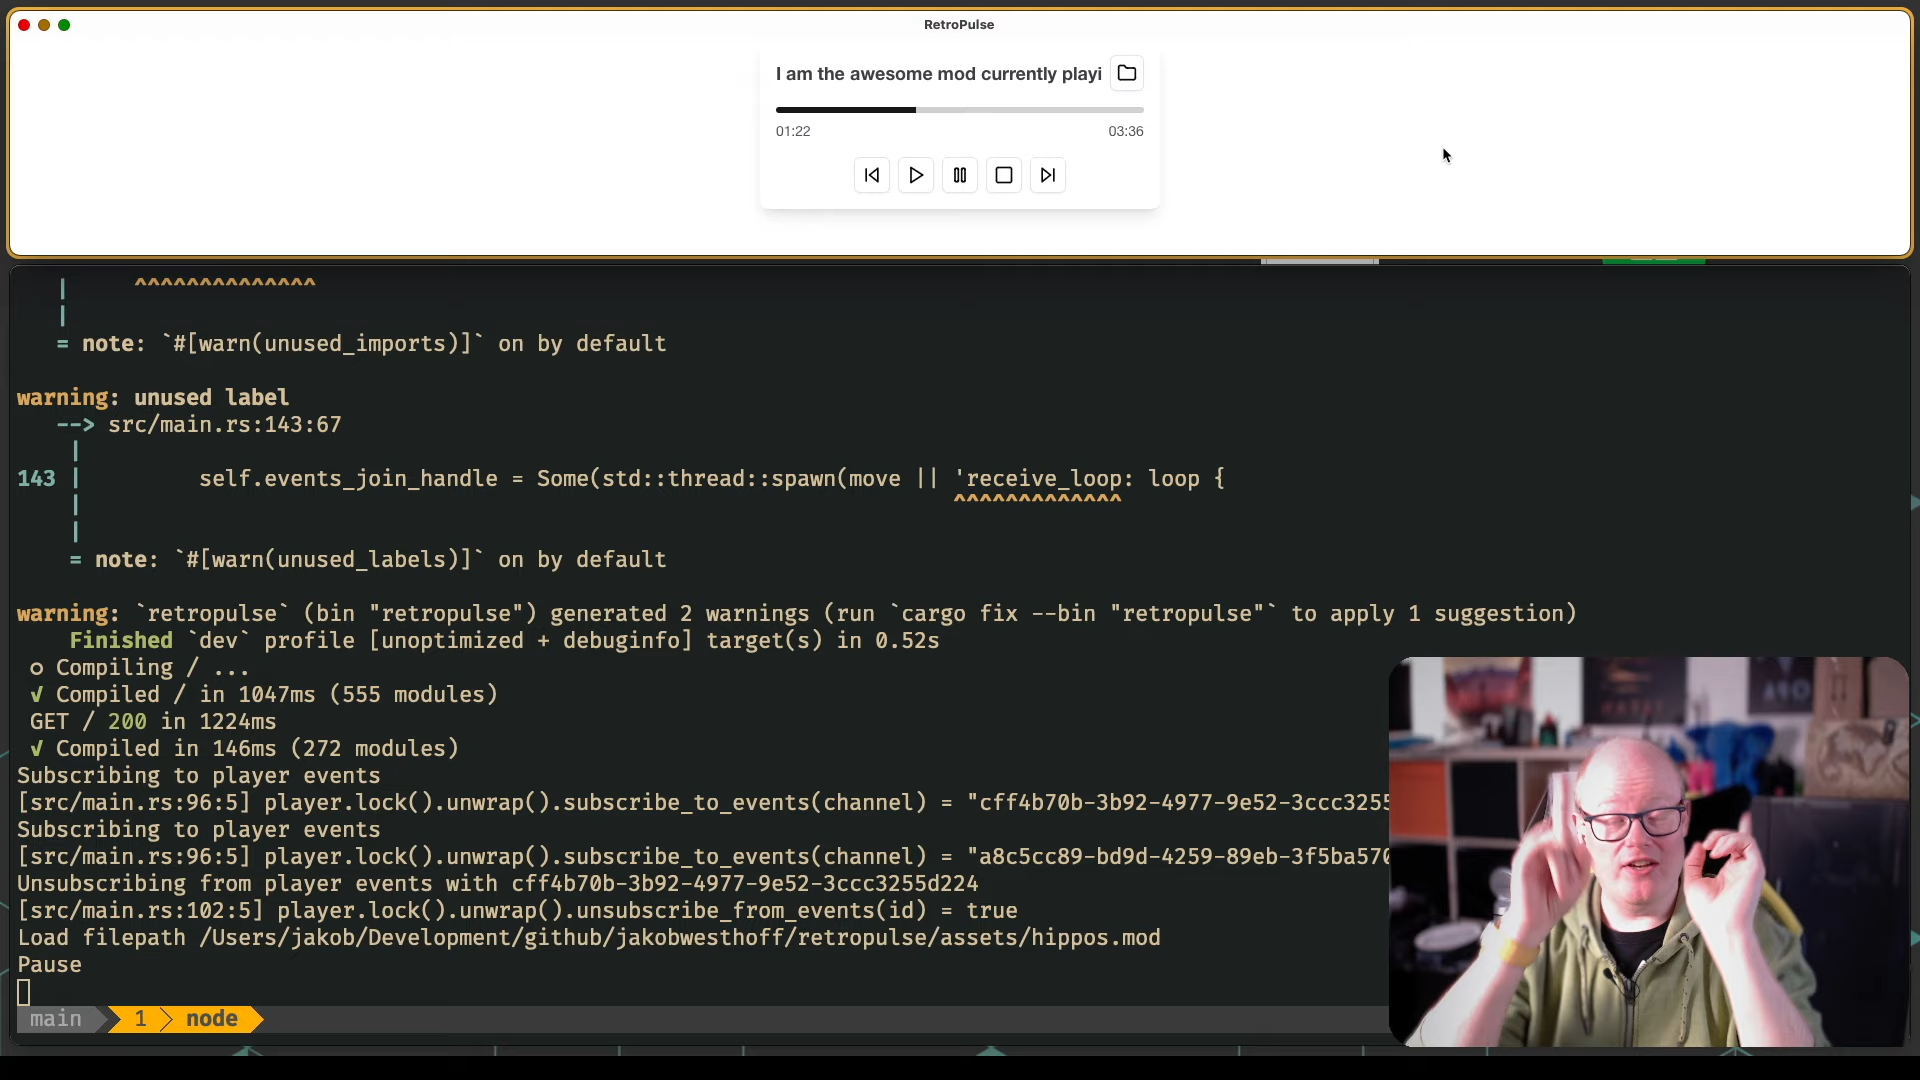 RetroPulse
I am the awesome mod currently playi
01:22
03:36
= note: `#[warn(unused_imports)]` on by default
warning: unused label
--> src/main.rs:143:67
143 | self.events_join_handle = Some(std::thread::spawn(move || 'receive_loop: loop {
^^^^^^^^^^^^^
= note: `#[warn(unused_labels)]` on by default
warning: `retropulse` (bin "retropulse") generated 2 warnings (run `cargo fix --bin "retropulse"` to apply 1 suggestion)
Finished `dev` profile [unoptimized + debuginfo] target(s) in 0.52s
○ Compiling / ...
√ Compiled / in 1047ms (555 modules)
GET / 200 in 1224ms
√ Compiled in 146ms (272 modules)
Subscribing to player events
[src/main.rs:96:5] player.lock().unwrap().subscribe_to_events(channel) = "cff4b70b-3b92-4977-9e52-3ccc3255
Subscribing to player events
[src/main.rs:96:5] player.lock().unwrap().subscribe_to_events(channel) = "a8c5cc89-bd9d-4259-89eb-3f5ba570
Unsubscribing from player events with cff4b70b-3b92-4977-9e52-3ccc3255d224
[src/main.rs:102:5] player.lock().unwrap().unsubscribe_from_events(id) = true
Load filepath /Users/jakob/Development/github/jakobwesthoff/retropulse/assets/hippos.mod
Pause
main 1 node